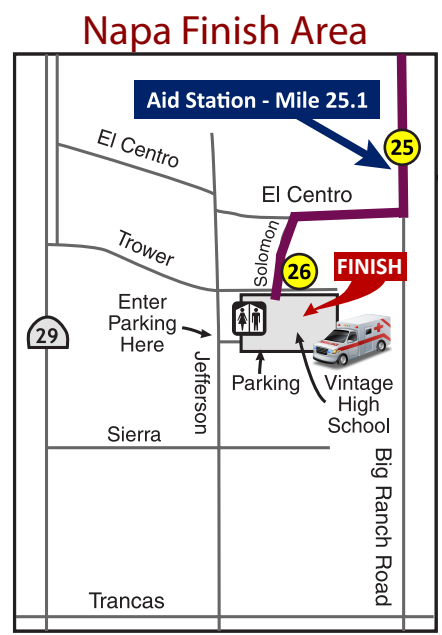 Napa Finish Area
Aid Station - Mile 25.1
25
El Centro
El Centro
Solomon
Trower
26
FINISH
Enter
Parking
Here
29
Jefferson
Parking
Vintage
High
School
Sierra
Big Ranch Road
Trancas